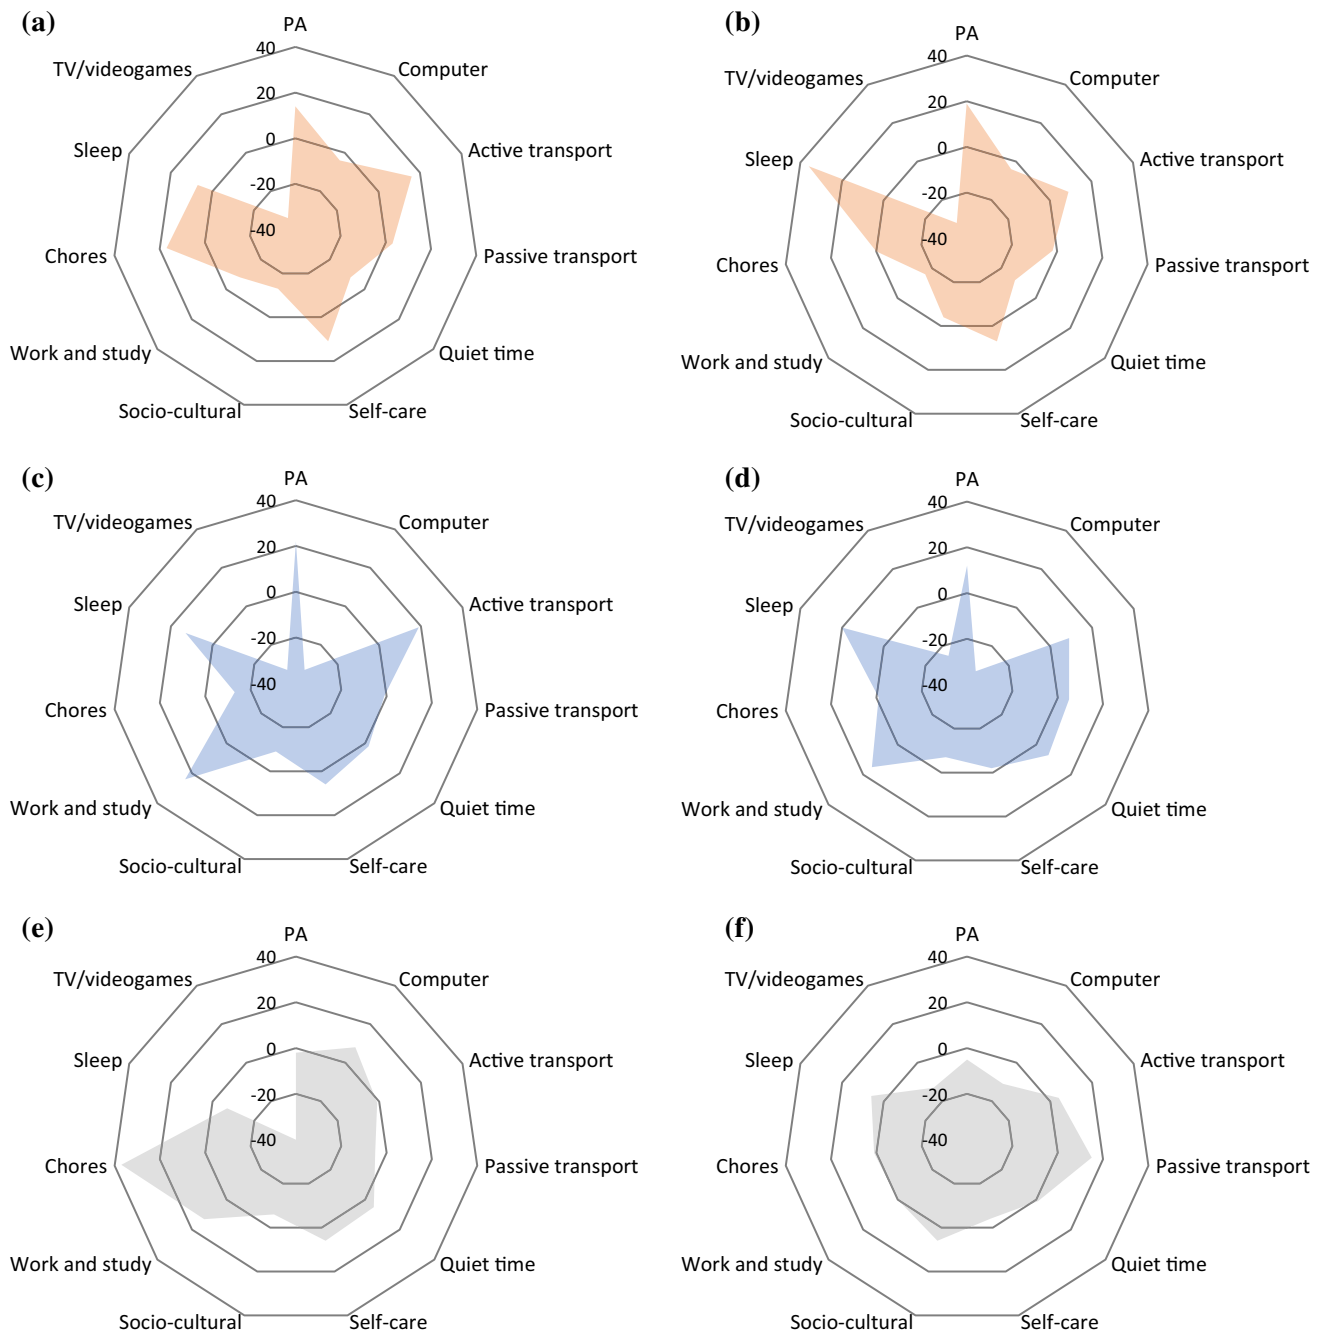 (a)
PA
40
20
0
-20
-40
TV/videogames
Computer
Sleep
Active transport
Chores
Passive transport
Work and study
Quiet time
Socio-cultural
Self-care
(b)
PA
40
20
0
-20
-40
TV/videogames
Computer
Sleep
Active transport
Chores
Passive transport
Work and study
Quiet time
Socio-cultural
Self-care
(c)
PA
40
20
0
-20
-40
TV/videogames
Computer
Sleep
Active transport
Chores
Passive transport
Work and study
Quiet time
Socio-cultural
Self-care
(d)
PA
40
20
0
-20
-40
TV/videogames
Computer
Sleep
Chores
Work and study
Quiet time
Socio-cultural
Self-care
(e)
PA
40
20
0
-20
-40
TV/videogames
Computer
Sleep
Active transport
Chores
Passive transport
Work and study
Quiet time
Socio-cultural
Self-care
(f)
PA
40
20
0
-20
-40
TV/videogames
Computer
Sleep
Active transport
Chores
Passive transport
Work and study
Quiet time
Socio-cultural
Self-care